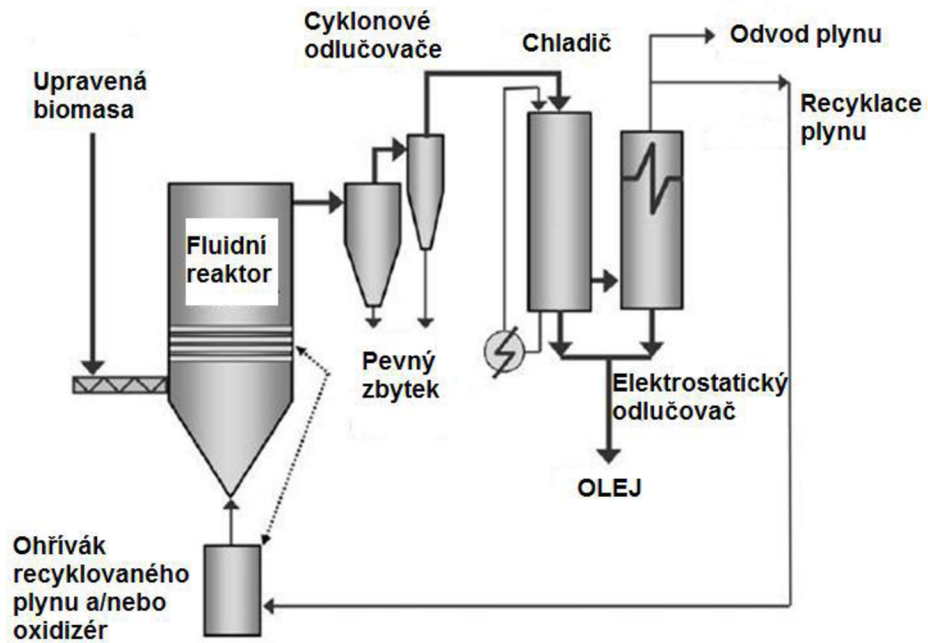 Cyklonové
odlučovače
Chladič
Odvod plynu
Upravená
biomasa
Recyklace
plynu
Fluidní
reaktor
Pevný
zbytek
Elektrostatický
odlučovač
OLEJ
Ohřívák
recyklovaného
plynu a/nebo
oxidizér